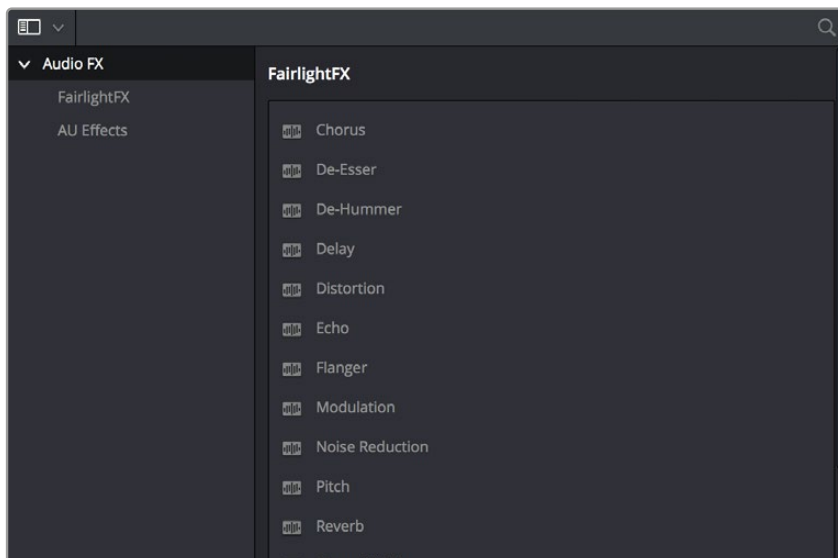 Audio FX
FairlightFX
AU Effects
FairlightFX
Chorus
De-Esser
De-Hummer
Delay
Distortion
Echo
Flanger
Modulation
Noise Reduction
Pitch
Reverb